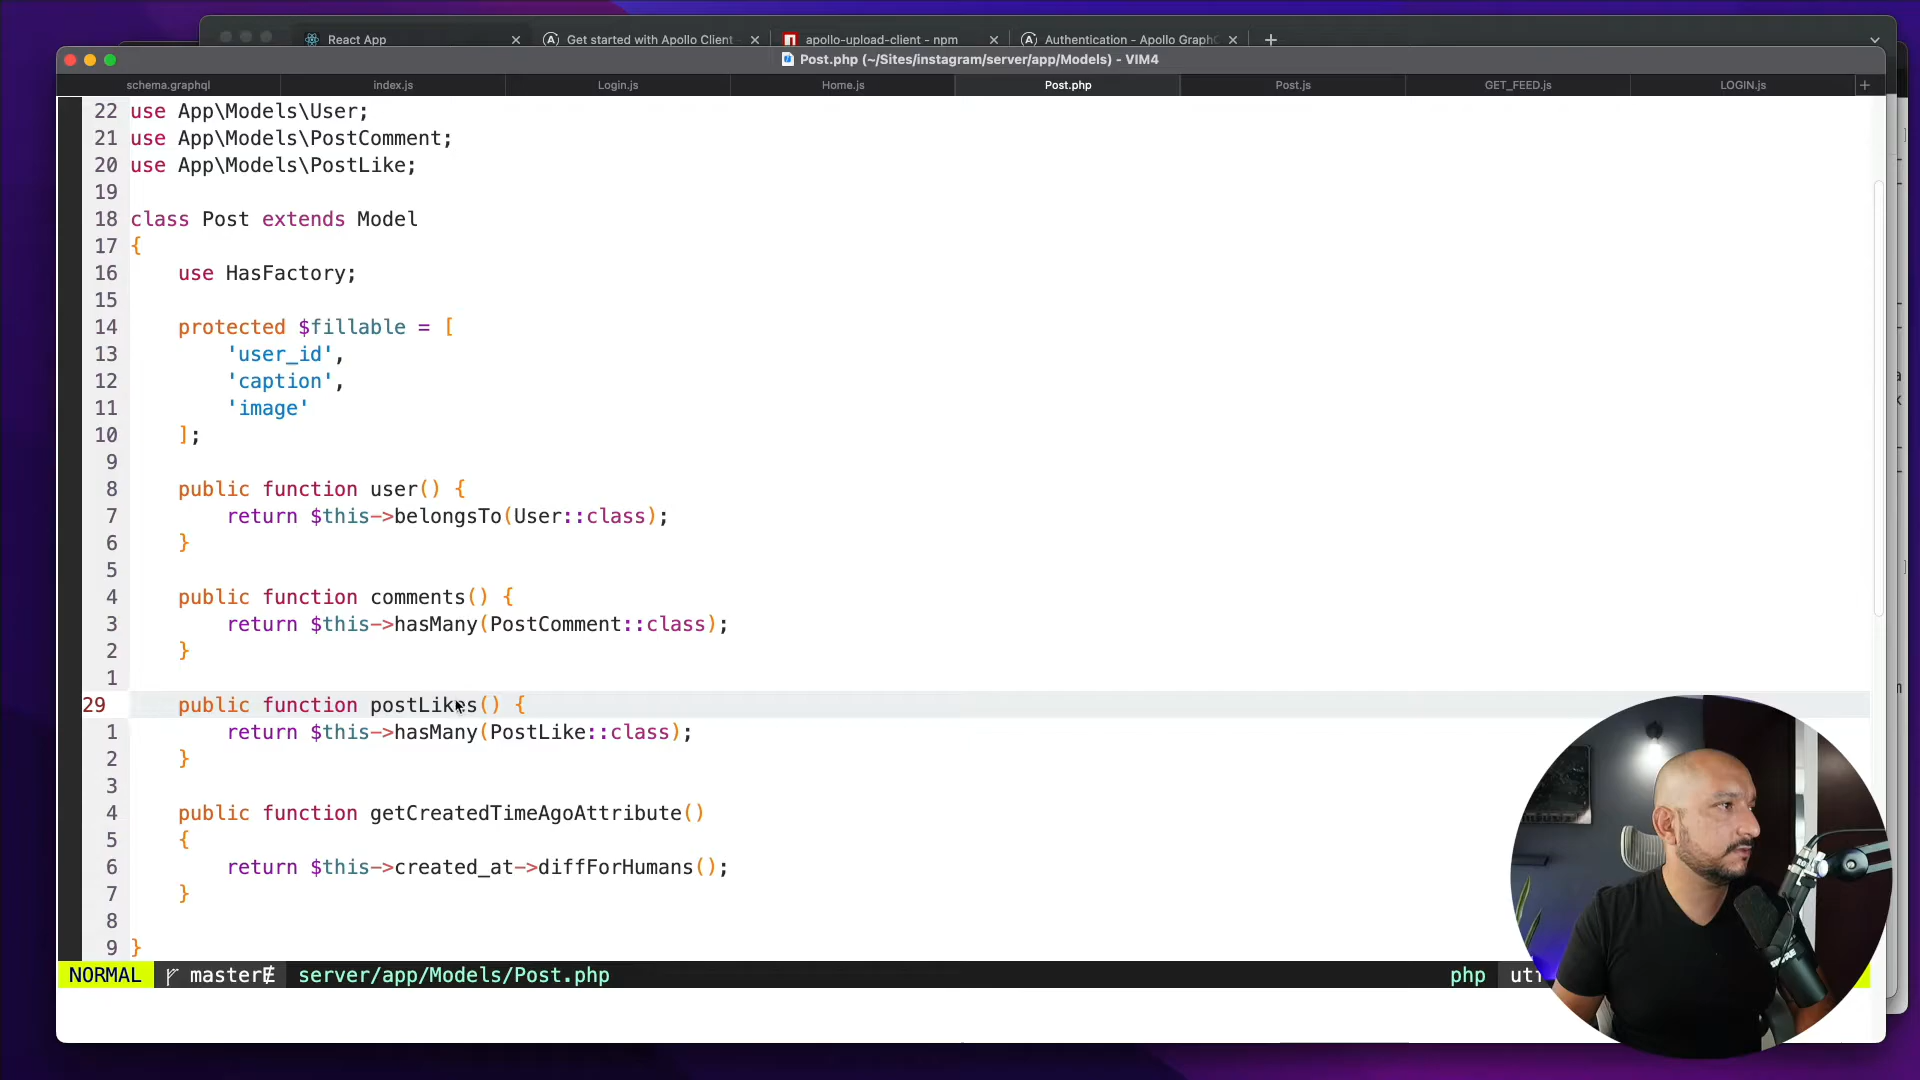 React App
Get started with Apollo Client
apollo-upload-client - npm
Authentication - Apollo Graph
Post.php (~/Sites/instagram/server/app/Models) - VIM4
schema.graphql
index.js
Login.js
Home.js
Post.php
Post.js
GET_FEED.js
LOGIN.js
22 use App\Models\User;
21 use App\Models\PostComment;
20 use App\Models\PostLike;
19
18 class Post extends Model
17 {
16 use HasFactory;
15
14 protected $fillable = [
13 'user_id',
12 'caption',
11 'image'
10 ];
9
8 public function user() {
7 return $this->belongsTo(User::class);
6 }
5
4 public function comments() {
3 return $this->hasMany(PostComment::class);
2 }
1
29 public function postLikes() {
1 return $this->hasMany(PostLike::class);
2 }
3
4 public function getCreatedTimeAgoAttribute()
5 {
6 return $this->created_at->diffForHumans();
7 }
8
9 }
NORMAL master server/app/Models/Post.php php